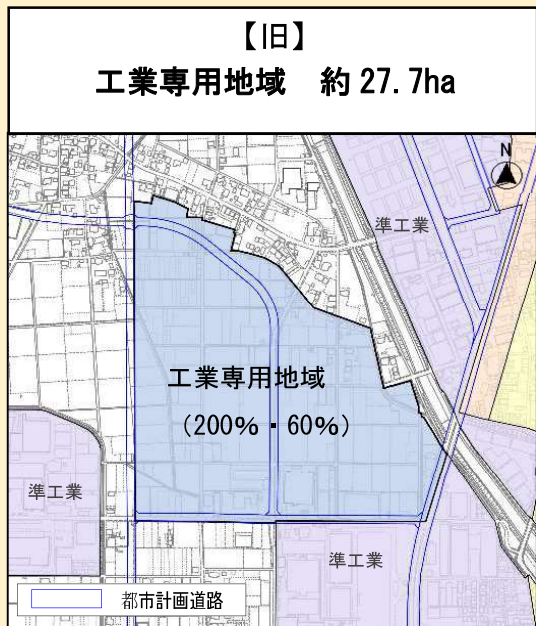 【旧】
工業専用地域 約27.7ha
N
準工業
工業専用地域
(200%・60%)
準工業
準工業
都市計画道路